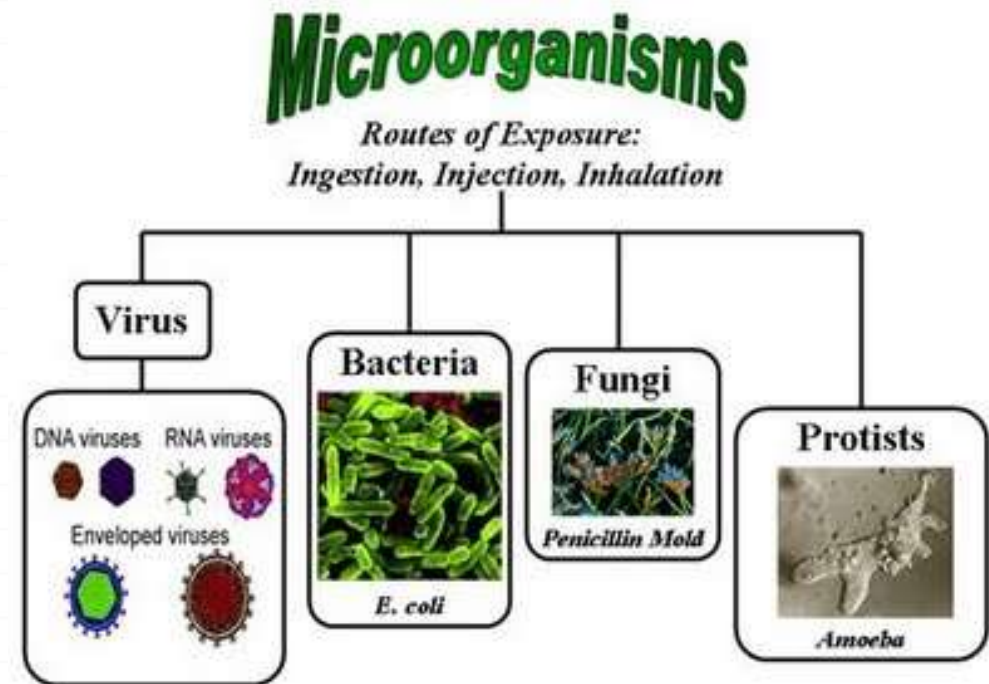 Microorganisms
Routes of Exposure:
Ingestion, Injection, Inhalation
Virus
DNA viruses
RNA viruses
Enveloped viruses
Bacteria
E. coli
Fungi
Penicillin Mold
Protists
Amoeba